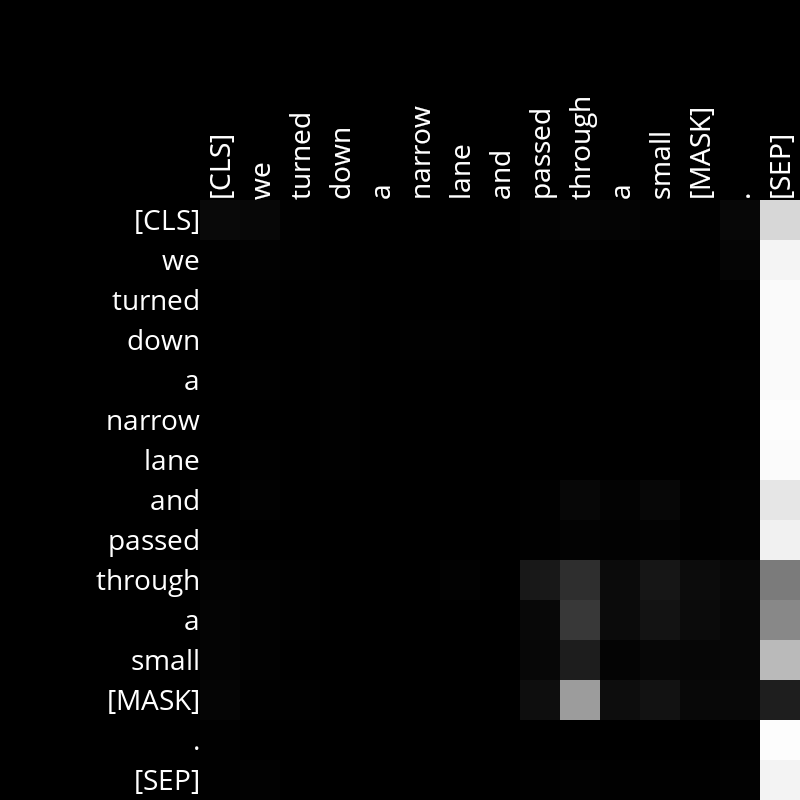 [CLS] we turned down a narrow lane and passed through a small [MASK] . [SEP]
[CLS]
we
turned
down
a
narrow
lane
and
passed
through
a
small
[MASK]
.
[SEP]